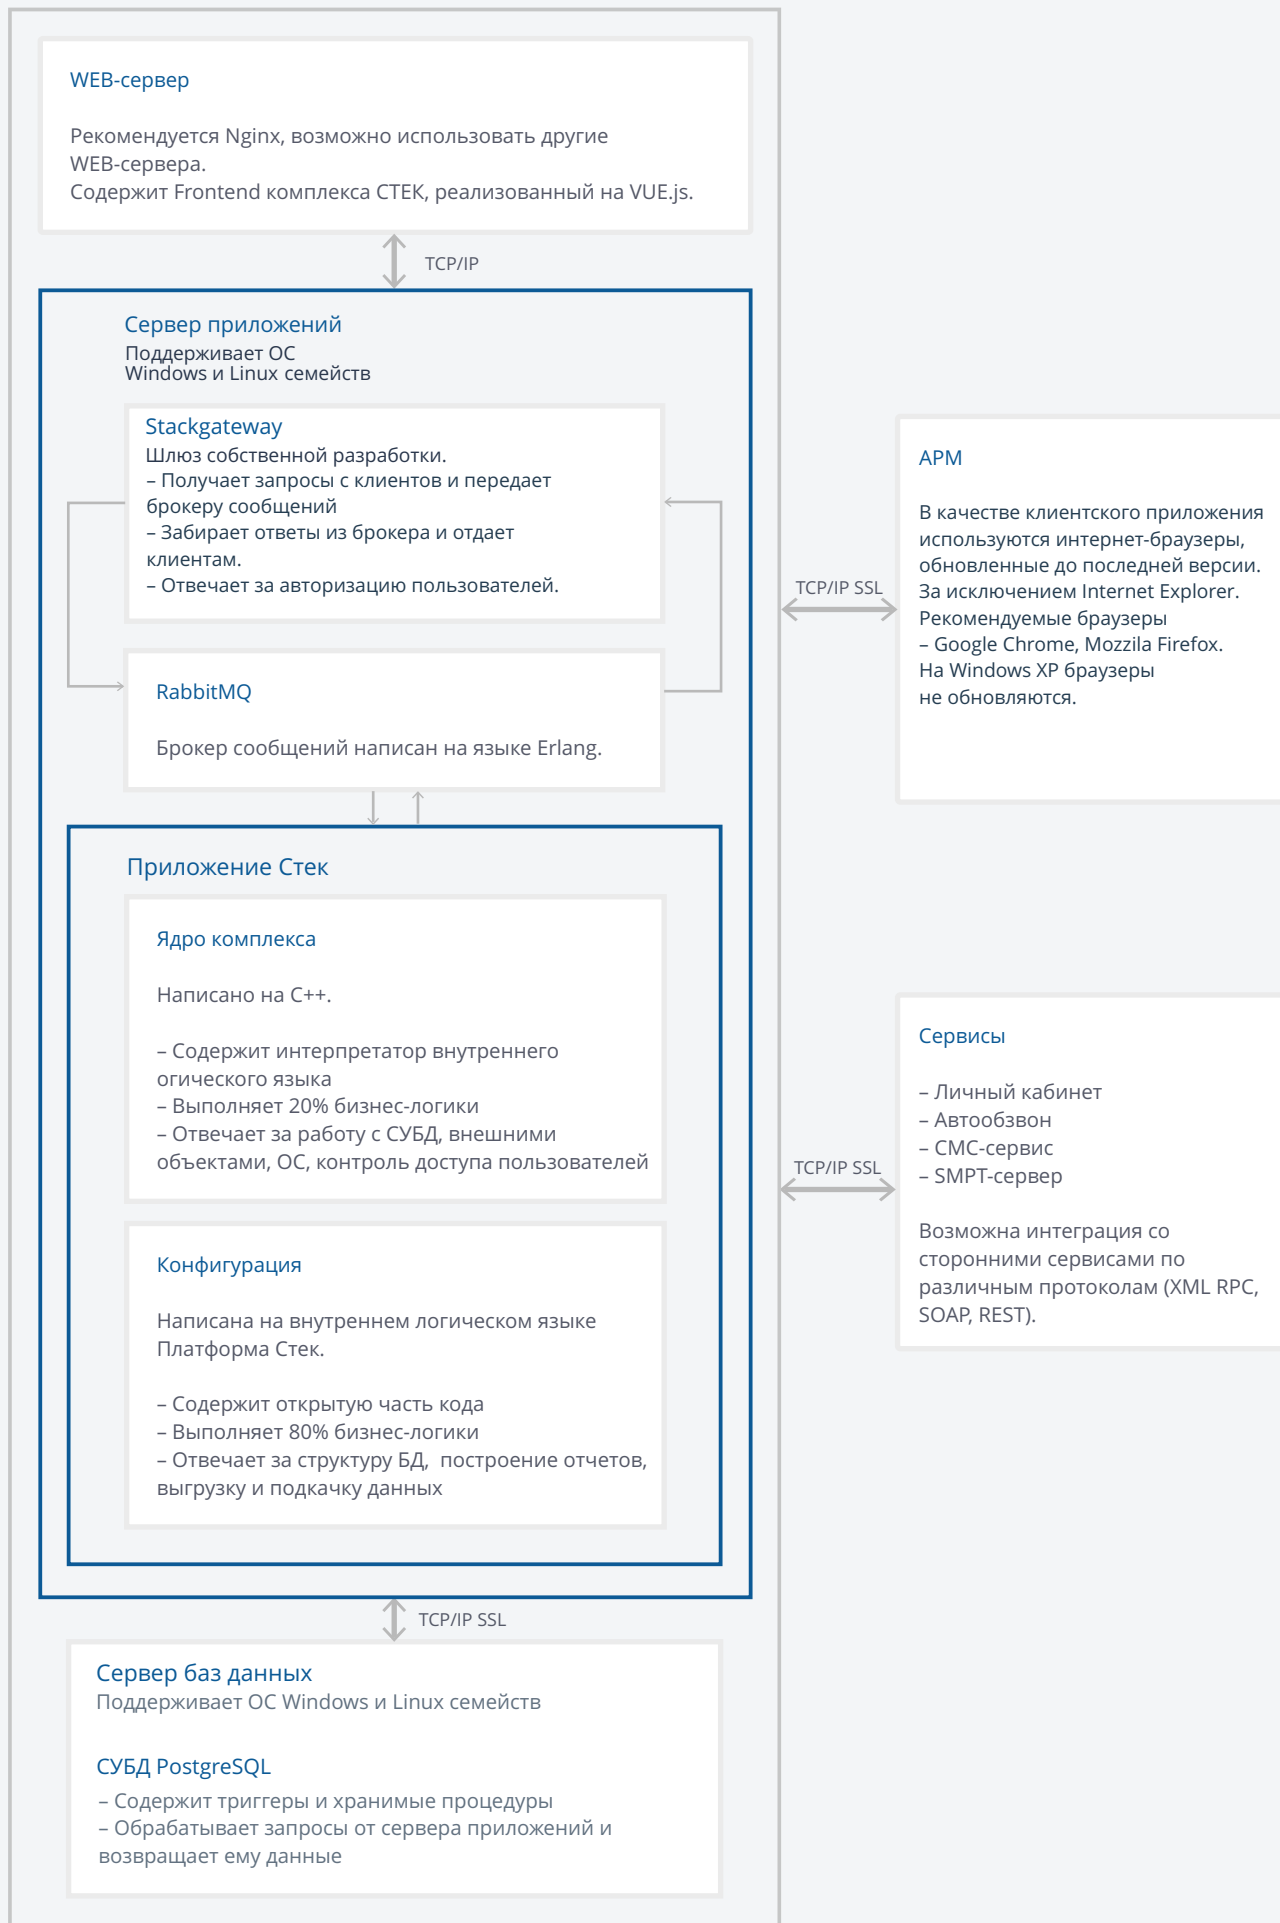 WEB-сервер
Рекомендуется Nginx, возможно использовать другие
WEB-сервера.
Содержит Frontend комплекса СТЕК, реализованный на VUE.js.
TCP/IP
Сервер приложений
Поддерживает ОС
Windows и Linux семейств
Stackgateway
Шлюз собственной разработки.
– Получает запросы с клиентов и передает
брокеру сообщений
– Забирает ответы из брокера и отдает
клиентам.
– Отвечает за авторизацию пользователей.
RabbitMQ
Брокер сообщений написан на языке Erlang.
Приложение Стек
Ядро комплекса
Написано на С++.
– Содержит интерпретатор внутреннего
огического языка
– Выполняет 20% бизнес-логики
– Отвечает за работу с СУБД, внешними
объектами, ОС, контроль доступа пользователей
Конфигурация
Написана на внутреннем логическом языке
Платформа Стек.
– Содержит открытую часть кода
– Выполняет 80% бизнес-логики
– Отвечает за структуру БД,  построение отчетов,
выгрузку и подкачку данных
TCP/IP SSL
Сервер баз данных
Поддерживает ОС Windows и Linux семейств
СУБД PostgreSQL
– Содержит триггеры и хранимые процедуры
– Обрабатывает запросы от сервера приложений и
возвращает ему данные
TCP/IP SSL
АРМ
В качестве клиентского приложения
используются интернет-браузеры,
обновленные до последней версии.
За исключением Internet Explorer.
Рекомендуемые браузеры
– Google Chrome, Mozzila Firefox.
На Windows XP браузеры
не обновляются.
TCP/IP SSL
Сервисы
– Личный кабинет
– Автообзвон
– СМС-сервис
– SMPT-сервер
Возможна интеграция со
сторонними сервисами по
различным протоколам (XML RPC,
SOAP, REST).